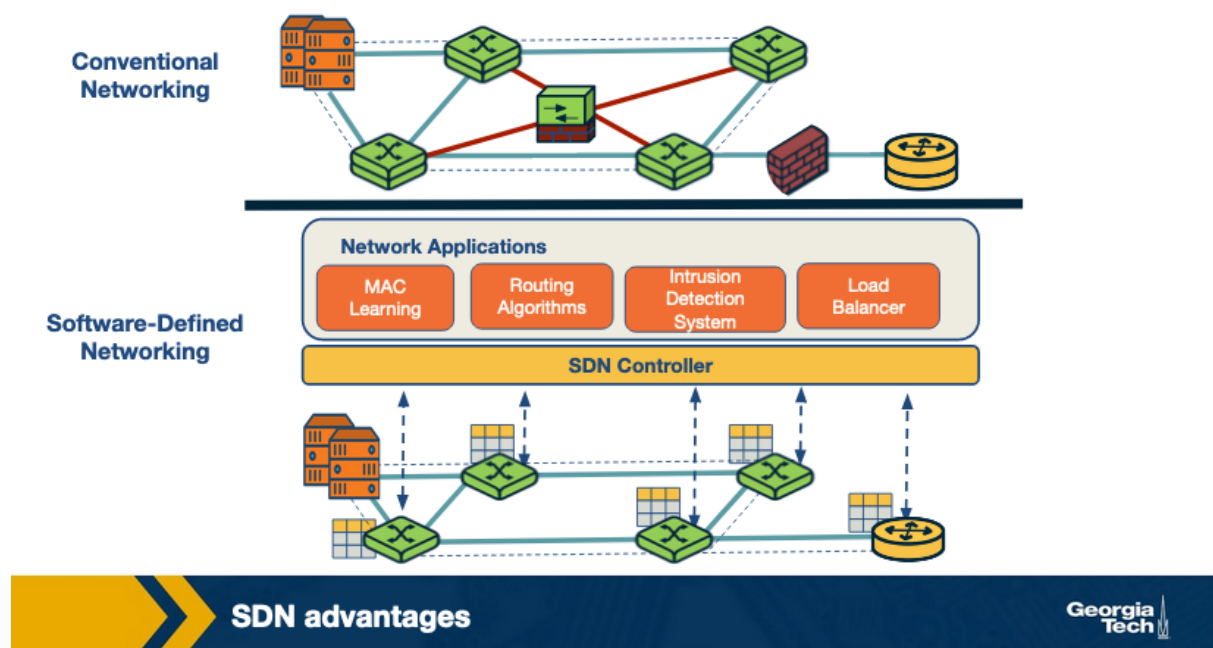 Conventional
Networking
Network Applications
MAC
Learning
Routing
Algorithms
Intrusion
Detection
System
Load
Balancer
Software-Defined
Networking
SDN Controller
SDN advantages
Georgia
Tech